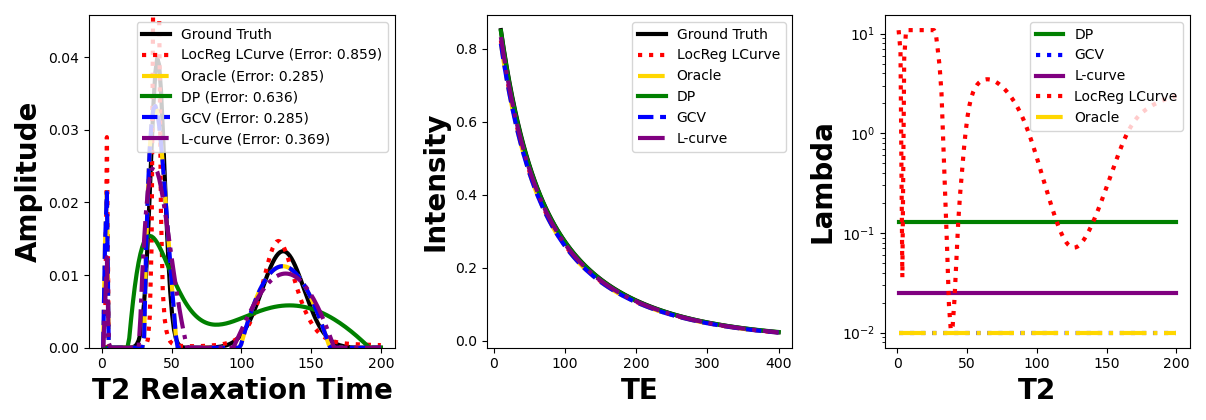 Amplitude
0.00
0.01
0.02
0.03
0.04
Ground Truth
LocReg LCurve (Error: 0.859)
Oracle (Error: 0.285)
DP (Error: 0.636)
GCV (Error: 0.285)
L-curve (Error: 0.369)
0 50 100 150 200
T2 Relaxation Time
Intensity
0.8
0.6
0.4
0.2
0.0
Ground Truth
LocReg LCurve
Oracle
DP
GCV
L-curve
0 100 200 300 400
TE
Lambda
10¹
10⁰
10⁻¹
10⁻²
DP
GCV
L-curve
LocReg LCurve
Oracle
0 50 100 150 200
T2